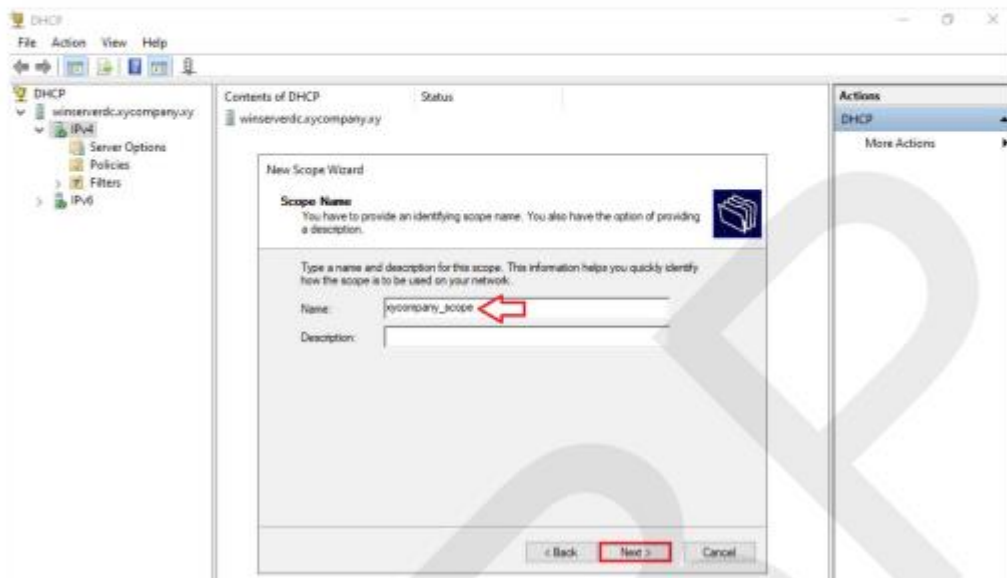 DHCP
File Action View Help
DHCP
winserverdc.xycompany.xy
IPv4
Server Options
Policies
Filters
IPv6
Contents of DHCP Status
winserverdc.xycompany.xy
Actions
DHCP
More Actions
New Scope Wizard
Scope Name
You have to provide an identifying scope name. You also have the option of providing
a description.
Type a name and description for this scope. This information helps you quickly identify
how the scope is to be used on your network.
Name: xycompany_scope
Description:
< Back Next > Cancel